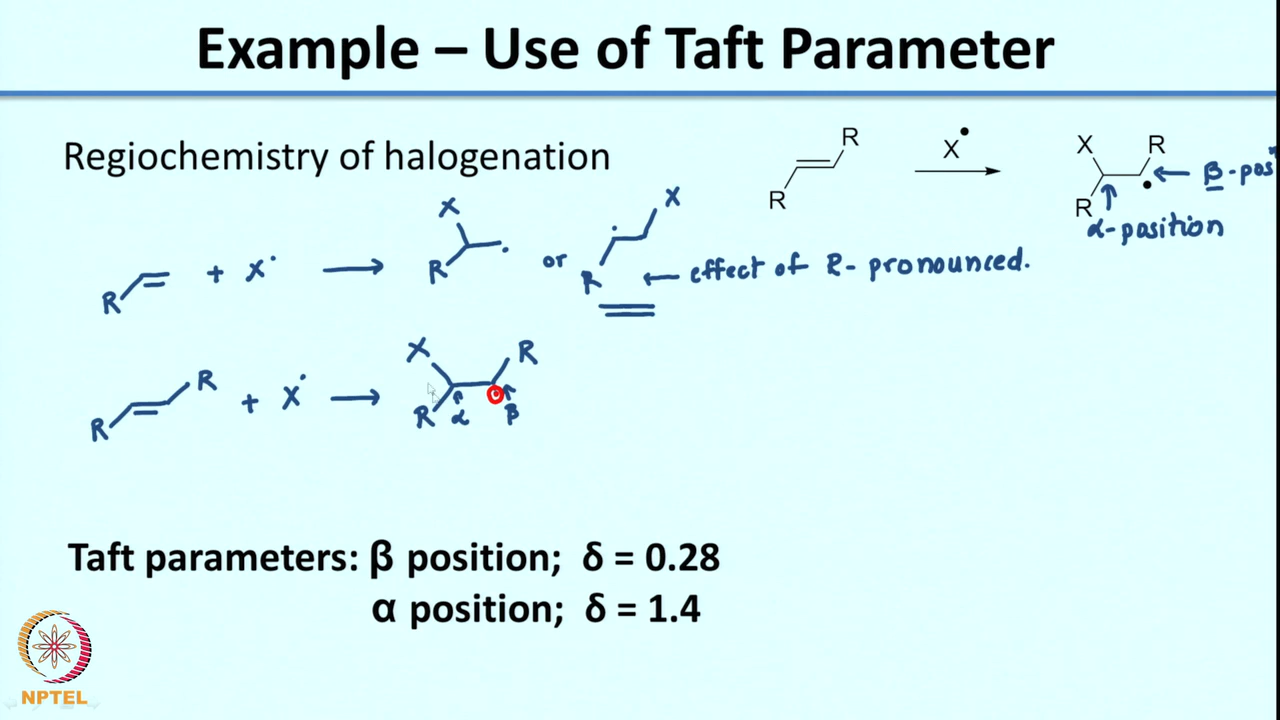 Example – Use of Taft Parameter
Regiochemistry of halogenation
R
R
X•
X R
R
← β-pos
α-position
R + X• → X R • or R • X
← effect of R- pronounced.
R R + X• → X R R α β
Taft parameters: β position; δ = 0.28
α position; δ = 1.4
NPTEL